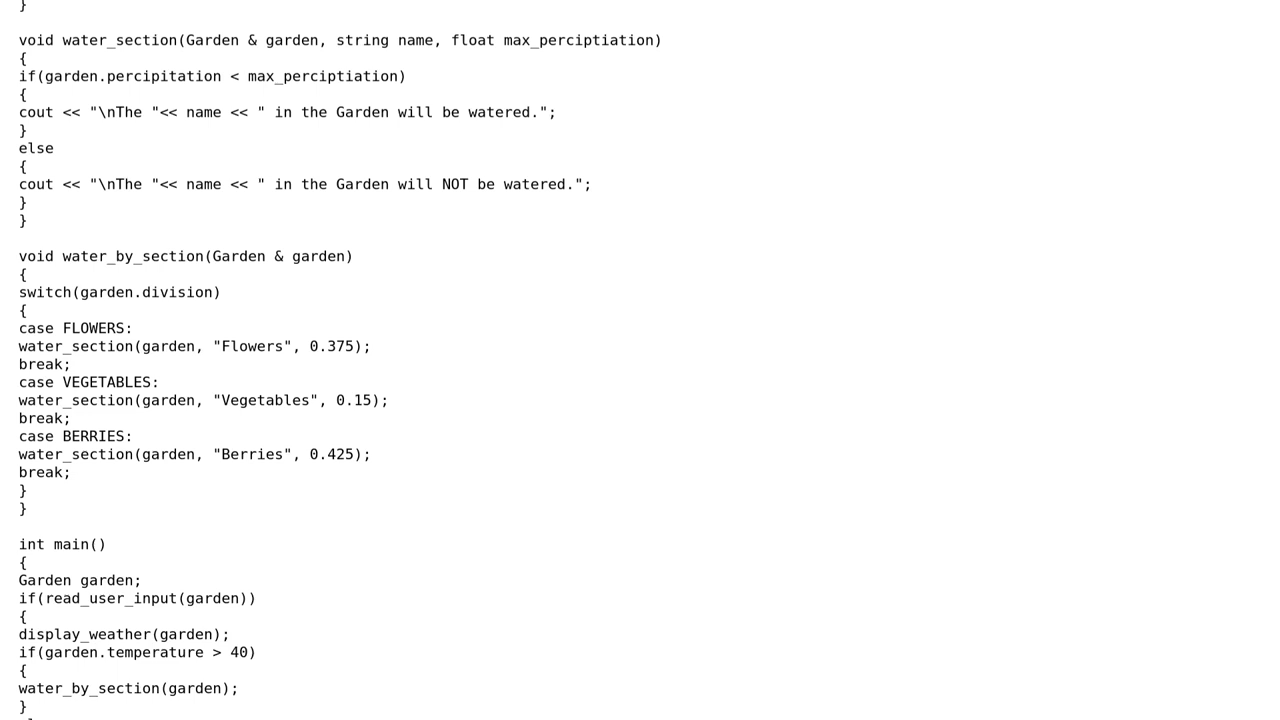 }
void water_section(Garden & garden, string name, float max_perciptiation)
{
if(garden.percipitation < max_perciptiation)
{
cout << "\nThe "<< name << " in the Garden will be watered.";
}
else
{
cout << "\nThe "<< name << " in the Garden will NOT be watered.";
}
}
void water_by_section(Garden & garden)
{
switch(garden.division)
{
case FLOWERS:
water_section(garden, "Flowers", 0.375);
break;
case VEGETABLES:
water_section(garden, "Vegetables", 0.15);
break;
case BERRIES:
water_section(garden, "Berries", 0.425);
break;
}
}
int main()
{
Garden garden;
if(read_user_input(garden))
{
display_weather(garden);
if(garden.temperature > 40)
{
water_by_section(garden);
}